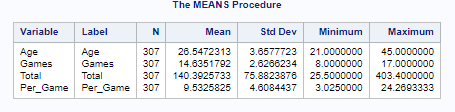 The MEANS Procedure
Variable Label N Mean Std Dev Minimum Maximum
Age Age 307 26.5472313 3.6577723 21.0000000 45.0000000
Games Games 307 14.6351792 2.6266234 8.0000000 17.0000000
Total Total 307 140.3925733 75.8823876 25.5000000 403.4000000
Per_Game Per_Game 307 9.5325825 4.6084437 3.0250000 24.2693333